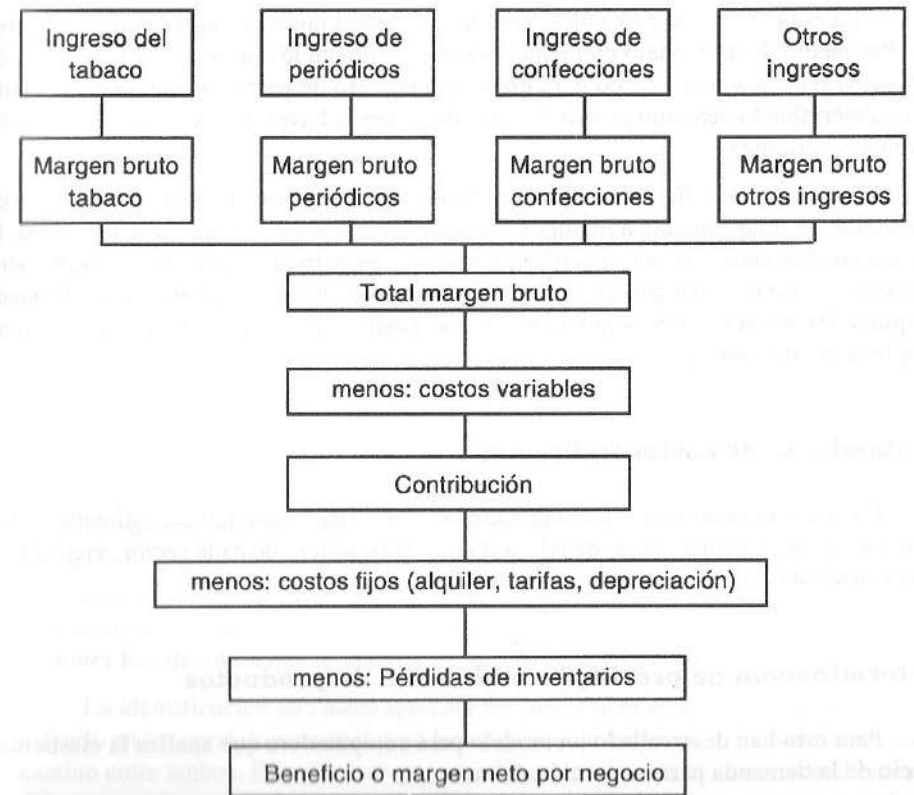 Ingreso del
tabaco
Ingreso de
periódicos
Ingreso de
confecciones
Otros
ingresos
Margen bruto
tabaco
Margen bruto
periódicos
Margen bruto
confecciones
Margen bruto
otros ingresos
Total margen bruto
menos: costos variables
Contribución
menos: costos fijos (alquiler, tarifas, depreciación)
menos: Pérdidas de inventarios
Beneficio o margen neto por negocio